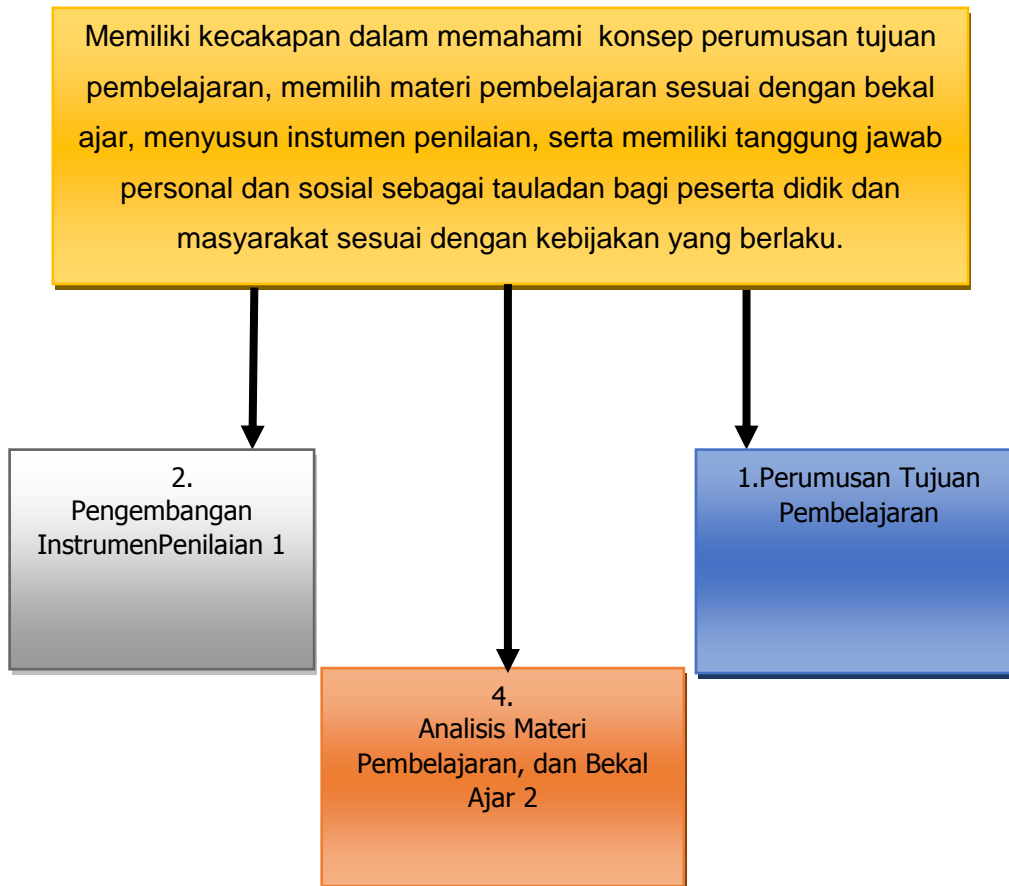 Memiliki kecakapan dalam memahami konsep perumusan tujuan
pembelajaran, memilih materi pembelajaran sesuai dengan bekal
ajar, menyusun instumen penilaian, serta memiliki tanggung jawab
personal dan sosial sebagai tauladan bagi peserta didik dan
masyarakat sesuai dengan kebijakan yang berlaku.
2.
Pengembangan
InstrumenPenilaian 1
1.Perumusan Tujuan
Pembelajaran
4.
Analisis Materi
Pembelajaran, dan Bekal
Ajar 2